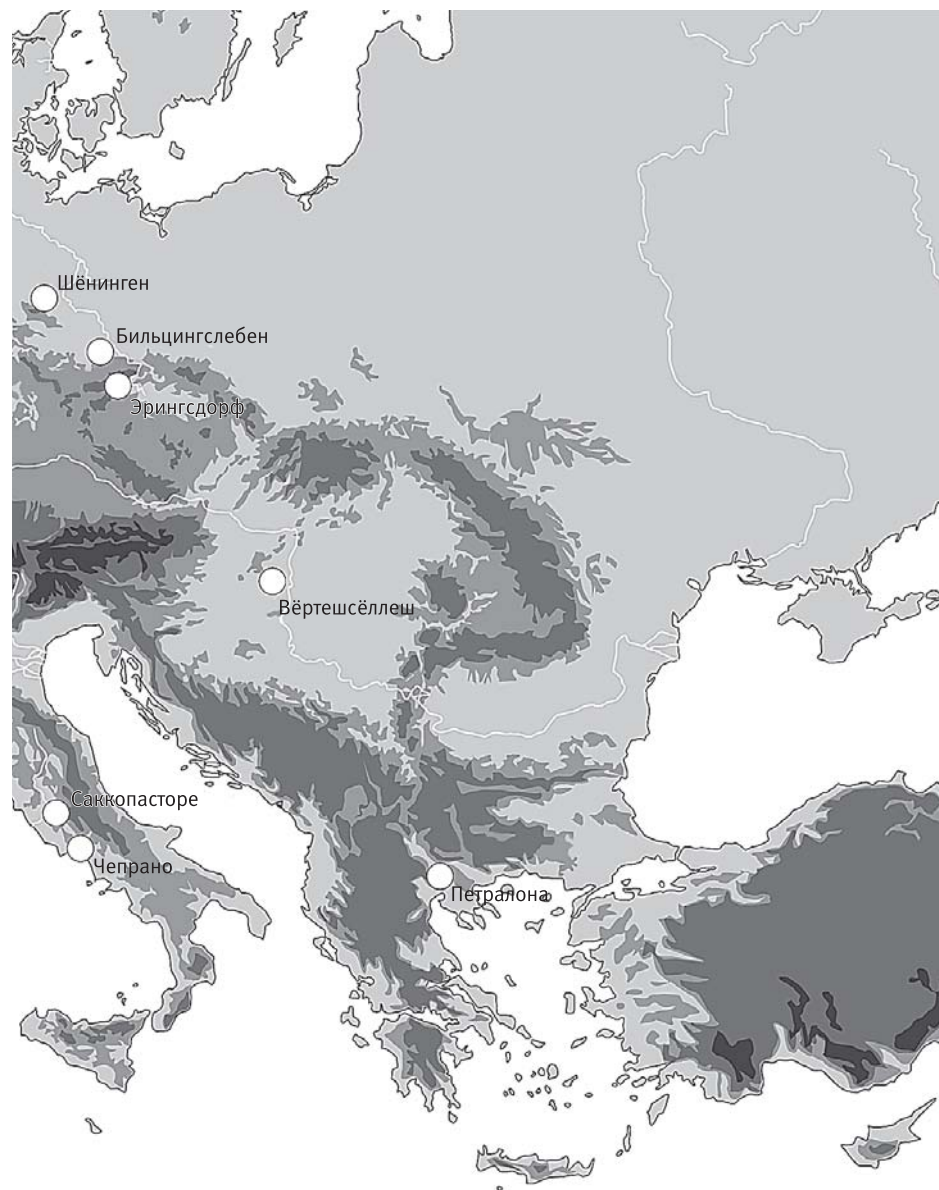 Шёнинген
Бильцингслебен
Эрингсдорф
Вёртешсёллеш
Саккопасторе
Чепрано
Петралона